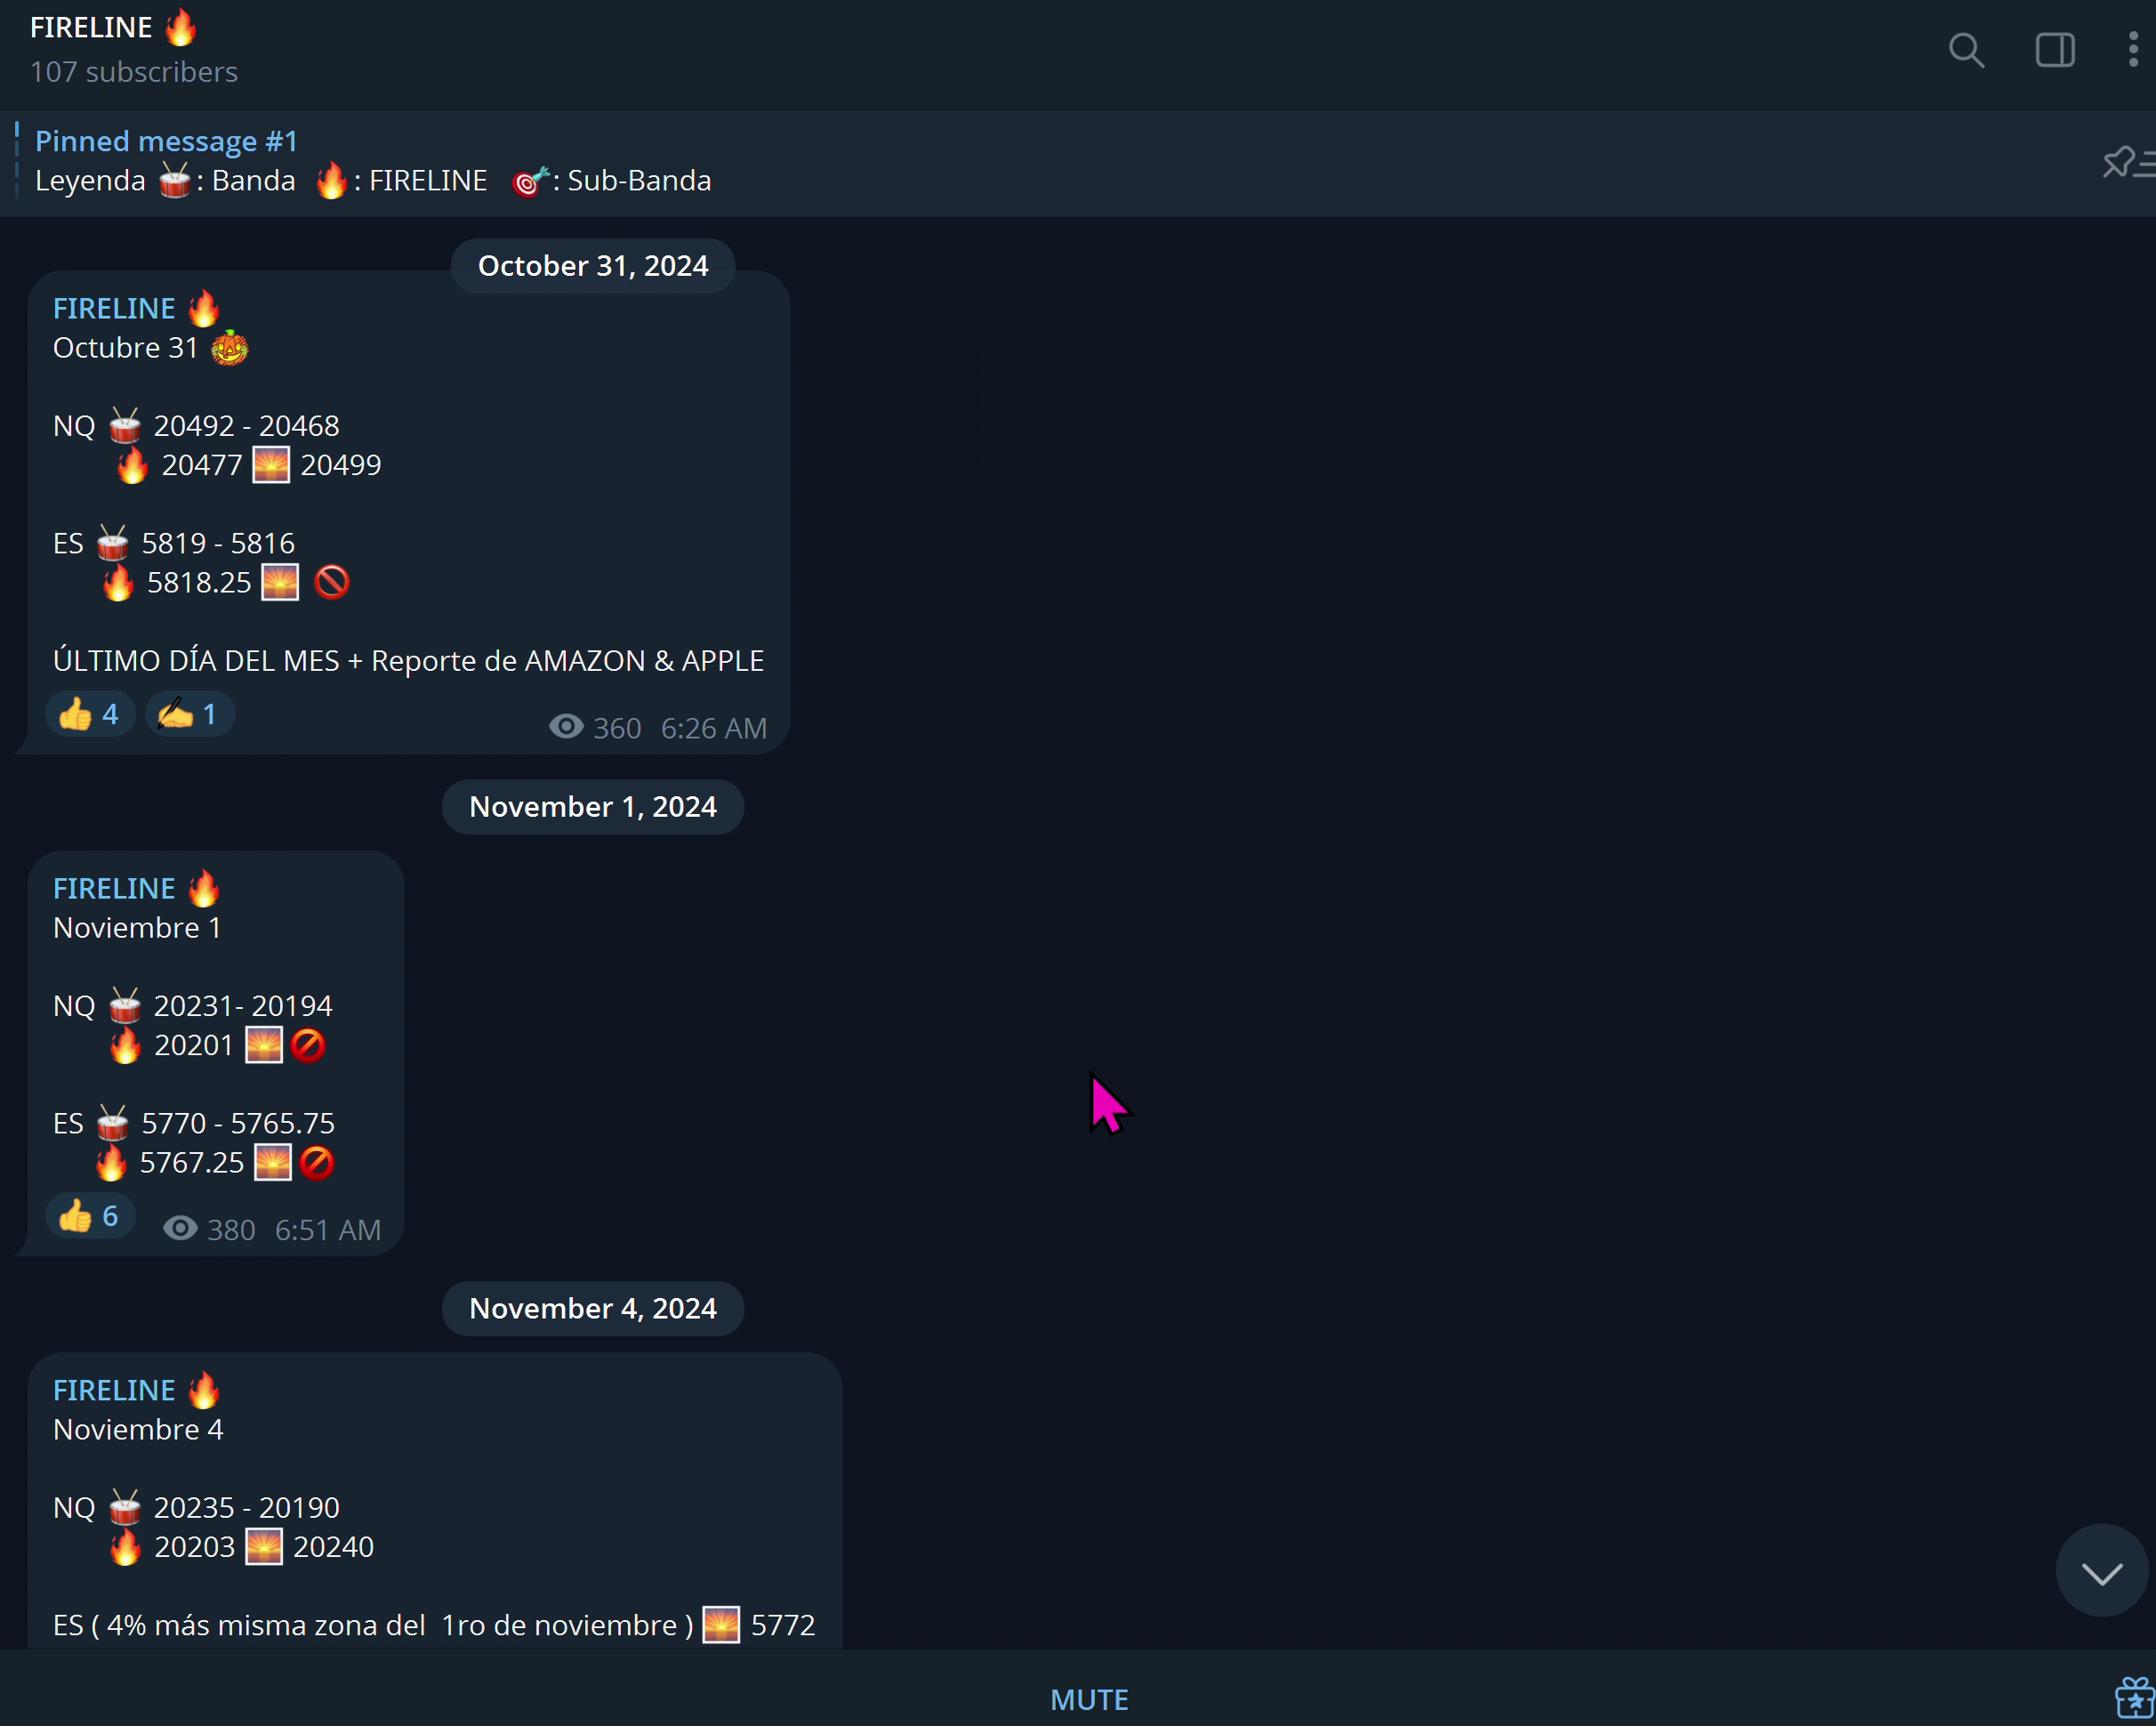 FIRELINE 🔥
107 subscribers
Pinned message #1
Leyenda 🥁: Banda 🔥: FIRELINE 🎯: Sub-Banda
October 31, 2024
FIRELINE 🔥
Octubre 31 🎃
NQ 🥁 20492 - 20468
🔥 20477 🌅 20499
ES 🥁 5819 - 5816
🔥 5818.25 🌅 🚫
ÚLTIMO DÍA DEL MES + Reporte de AMAZON & APPLE
👍 4 ✍ 1
360 6:26 AM
November 1, 2024
FIRELINE 🔥
Noviembre 1
NQ 🥁 20231- 20194
🔥 20201 🌅🚫
ES 🥁 5770 - 5765.75
🔥 5767.25 🌅🚫
👍 6 380 6:51 AM
November 4, 2024
FIRELINE 🔥
Noviembre 4
NQ 🥁 20235 - 20190
🔥 20203 🌅 20240
ES ( 4% más misma zona del 1ro de noviembre ) 🌅 5772
MUTE